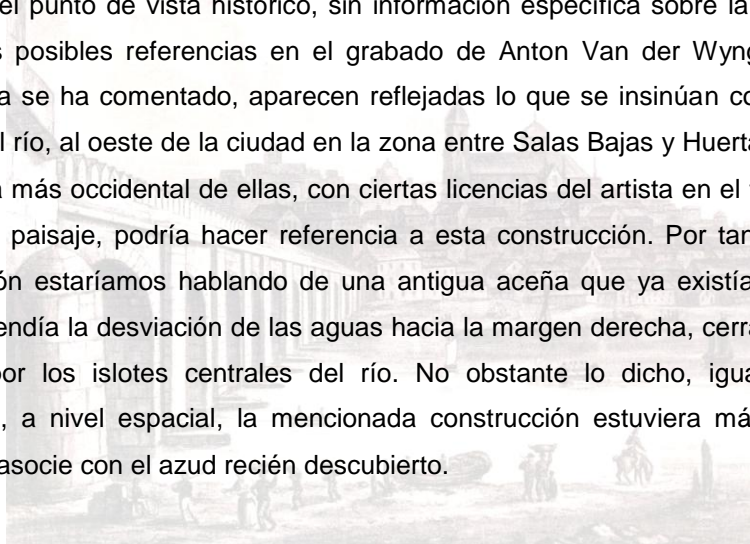 el punto de vista histórico, sin información específica sobre la
posibles referencias en el grabado de Anton Van der Wyng
a se ha comentado, aparecen reflejadas lo que se insinúan co
l río, al oeste de la ciudad en la zona entre Salas Bajas y Huerta
a más occidental de ellas, con ciertas licencias del artista en el
paisaje, podría hacer referencia a esta construcción. Por tan
ón estaríamos hablando de una antigua aceña que ya existía
endía la desviación de las aguas hacia la margen derecha, cerra
por los islotes centrales del río. No obstante lo dicho, igua
, a nivel espacial, la mencionada construcción estuviera má
asocie con el azud recién descubierto.